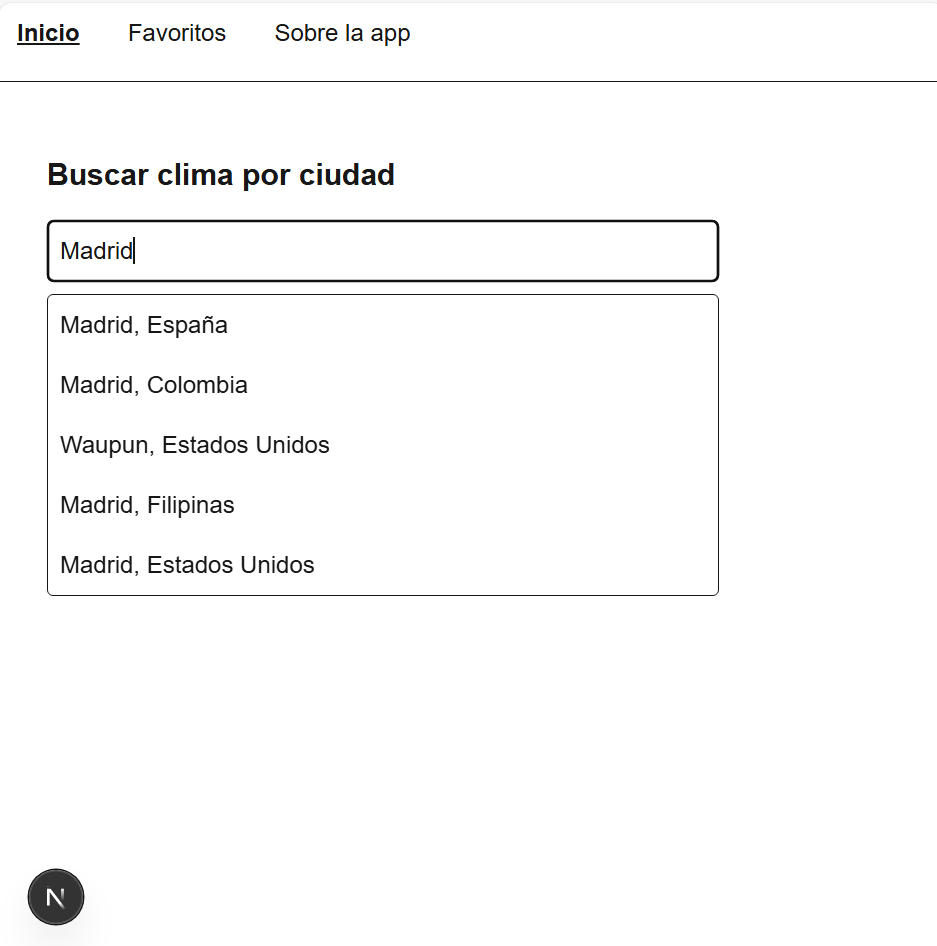 Inicio Favoritos Sobre la app
Buscar clima por ciudad
Madrid
Madrid, España
Madrid, Colombia
Waupun, Estados Unidos
Madrid, Filipinas
Madrid, Estados Unidos
N